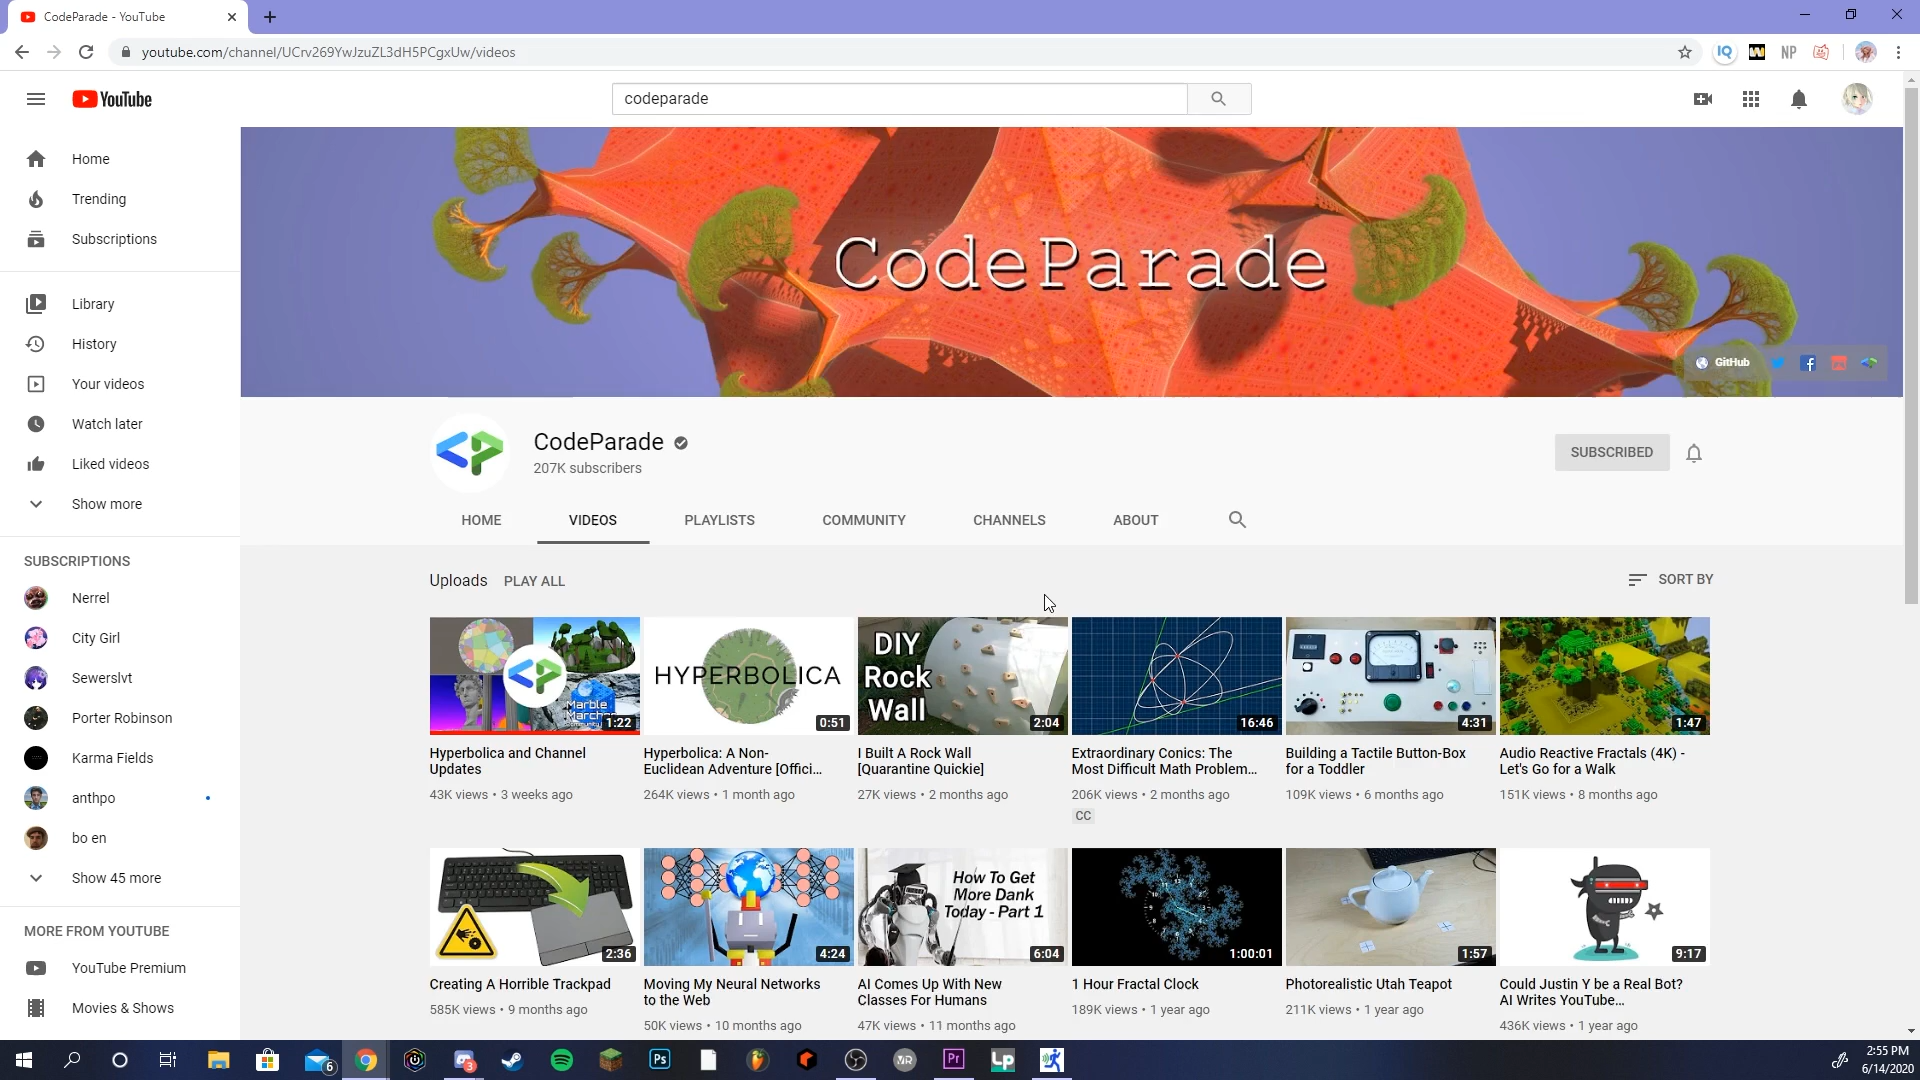 CodeParade - YouTube
youtube.com/channel/UCrv269YwJzuZL3dH5PCgxUw/videos
IQ
W
NP
YouTube
codeparade
Home
Trending
Subscriptions
Library
History
Your videos
Watch later
Liked videos
Show more
SUBSCRIPTIONS
Nerrel
City Girl
Sewerslvt
Porter Robinson
Karma Fields
anthpo
bo en
Show 45 more
MORE FROM YOUTUBE
YouTube Premium
Movies & Shows
CodeParade
GitHub
CodeParade
207K subscribers
SUBSCRIBED
HOME
VIDEOS
PLAYLISTS
COMMUNITY
CHANNELS
ABOUT
Uploads
PLAY ALL
SORT BY
Marble
1:22
Hyperbolica and Channel
Updates
43K views • 3 weeks ago
HYPERBOLICA
0:51
Hyperbolica: A Non-
Euclidean Adventure [Offici...
264K views • 1 month ago
DIY
Rock
Wall
2:04
I Built A Rock Wall
[Quarantine Quickie]
27K views • 2 months ago
16:46
Extraordinary Conics: The
Most Difficult Math Problem...
206K views • 2 months ago
CC
4:31
Building a Tactile Button-Box
for a Toddler
109K views • 6 months ago
1:47
Audio Reactive Fractals (4K) -
Let's Go for a Walk
151K views • 8 months ago
2:36
Creating A Horrible Trackpad
585K views • 9 months ago
4:24
Moving My Neural Networks
to the Web
50K views • 10 months ago
How To Get
More Dank
Today - Part 1
6:04
AI Comes Up With New
Classes For Humans
47K views • 11 months ago
1:00:01
1 Hour Fractal Clock
189K views • 1 year ago
1:57
Photorealistic Utah Teapot
211K views • 1 year ago
9:17
Could Justin Y be a Real Bot?
AI Writes YouTube...
436K views • 1 year ago
6
3
Ps
VR
Pr
Lp
2:55 PM
6/14/2020